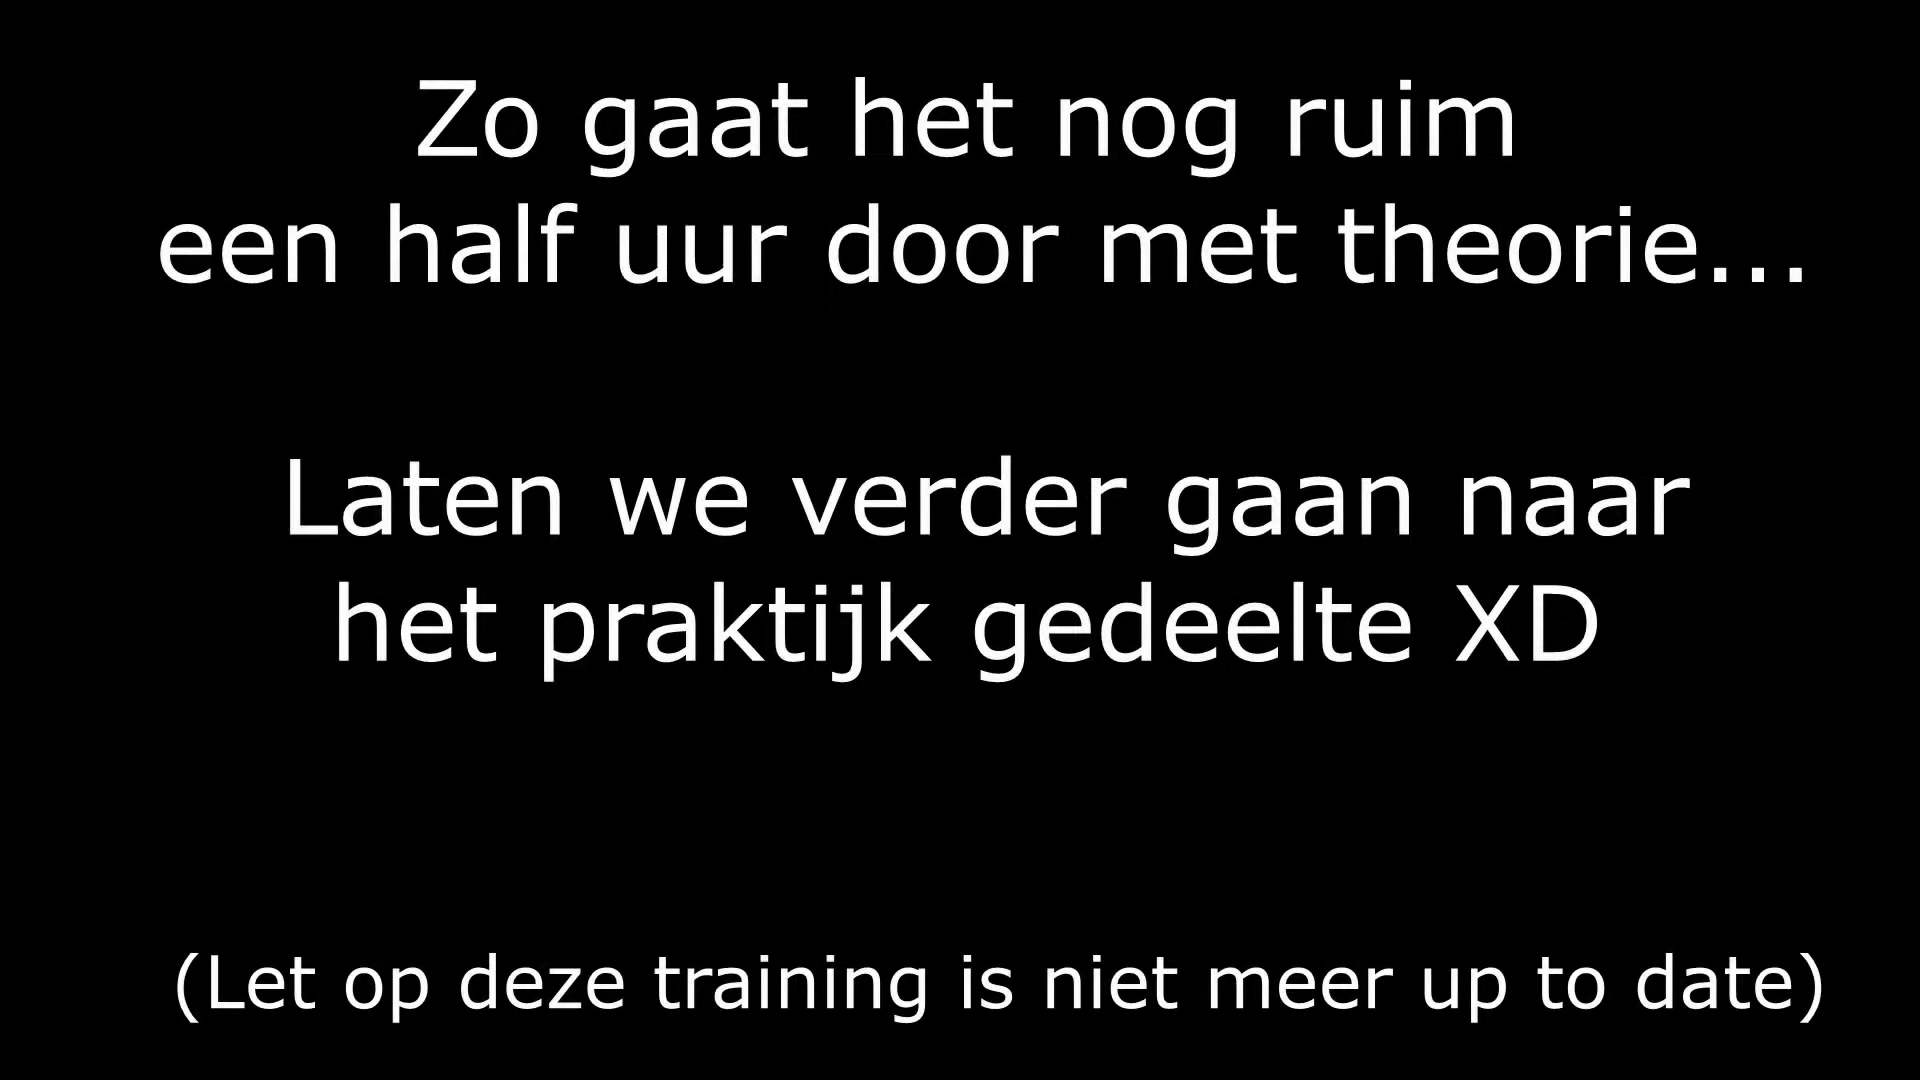 Zo gaat het nog ruim
een half uur door met theorie...
Laten we verder gaan naar
het praktijk gedeelte XD
(Let op deze training is niet meer up to date)